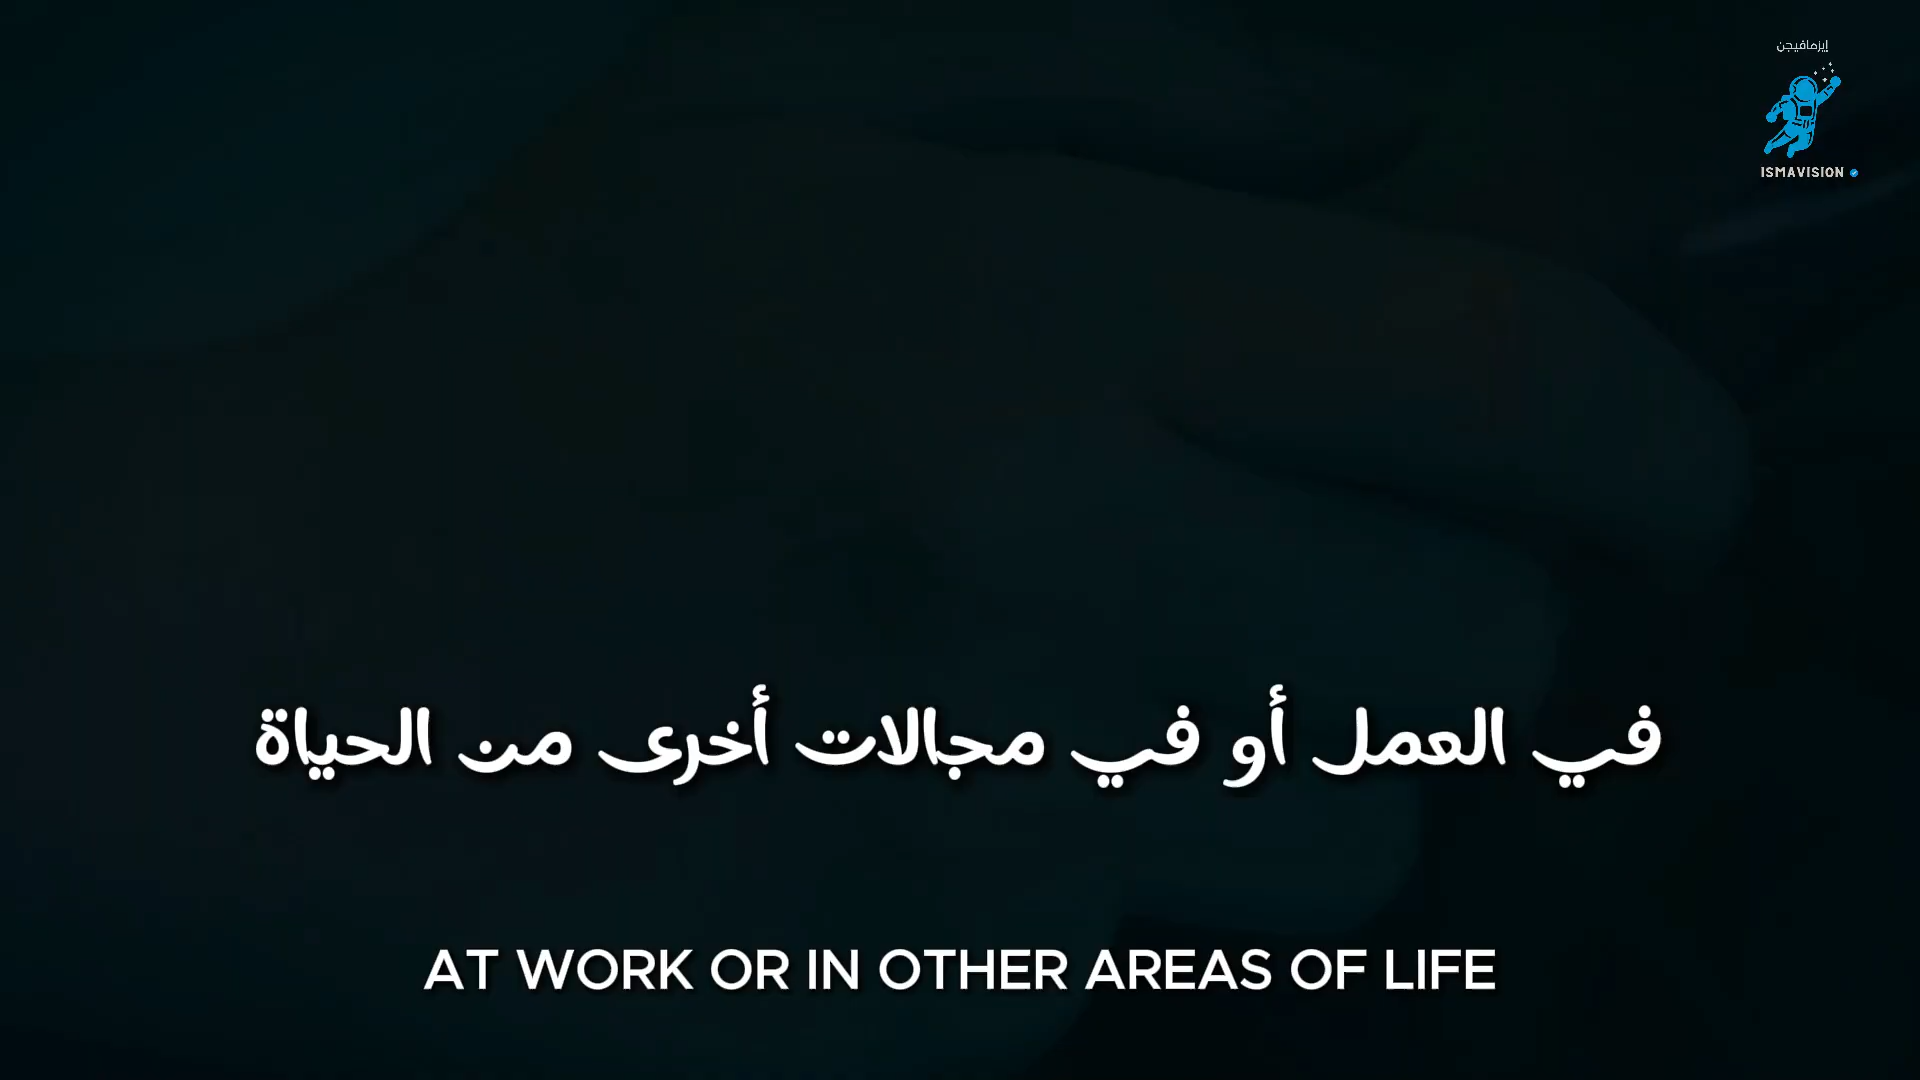 إيزمافيجن
ISMAVISION
في العمل أو في مجالات أخرى من الحياة
AT WORK OR IN OTHER AREAS OF LIFE